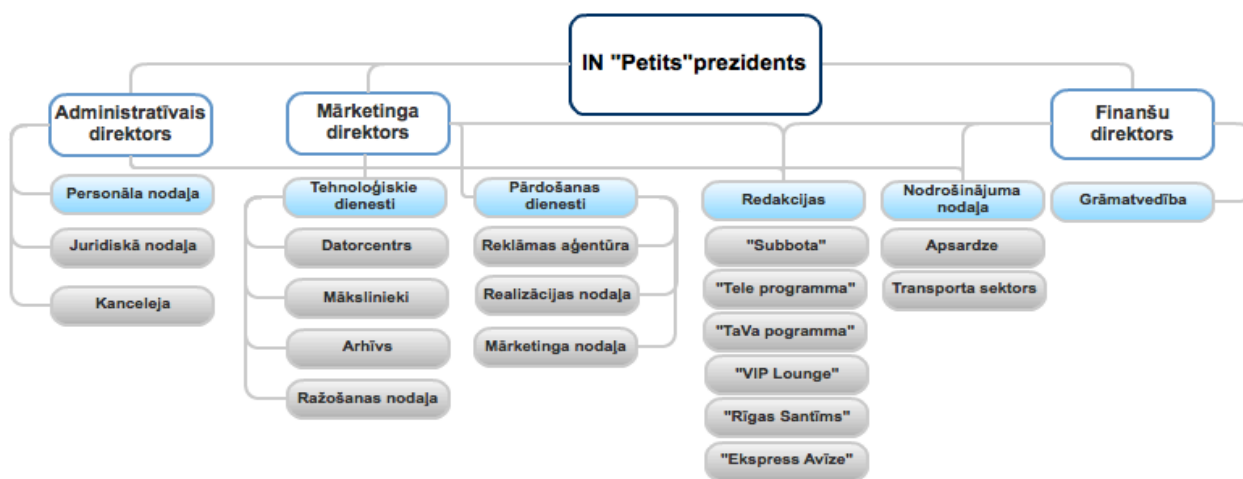 IN "Petits"prezidents
Administratīvais
direktors
Mārketinga
direktors
Finanšu
direktors
Personāla nodaļa
Juridiskā nodaļa
Kanceleja
Tehnoloģiskie
dienesti
Datorcentrs
Mākslinieki
Arhīvs
Ražošanas nodaļa
Pārdošanas
dienesti
Reklāmas aģentūra
Realizācijas nodaļa
Mārketinga nodaļa
Redakcijas
"Subbota"
"Tele programma"
"TaVa pogramma"
"VIP Lounge"
"Rīgas Santīms"
"Ekspress Avīze"
Nodrošinājuma
nodaļa
Apsardze
Transporta sektors
Grāmatvedība